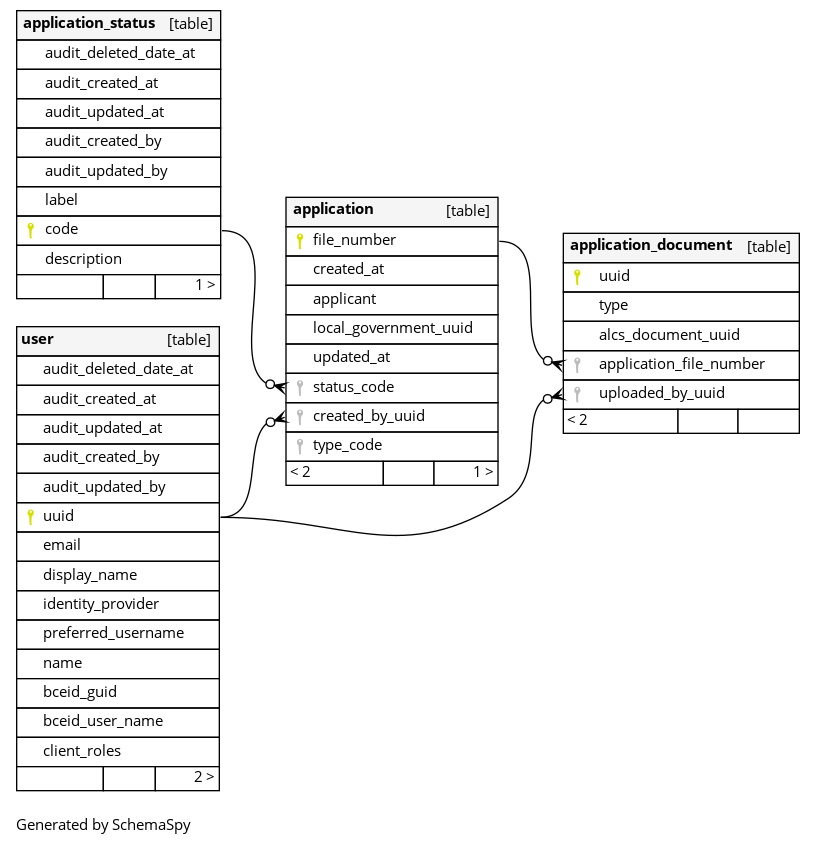 application_status [table]
audit_deleted_date_at
audit_created_at
audit_updated_at
audit_created_by
audit_updated_by
label
code
description
1 >
user [table]
audit_deleted_date_at
audit_created_at
audit_updated_at
audit_created_by
audit_updated_by
uuid
email
display_name
identity_provider
preferred_username
name
bceid_guid
bceid_user_name
client_roles
2 >
application [table]
file_number
created_at
applicant
local_government_uuid
updated_at
status_code
created_by_uuid
type_code
< 2 1 >
application_document [table]
uuid
type
alcs_document_uuid
application_file_number
uploaded_by_uuid
< 2
Generated by SchemaSpy